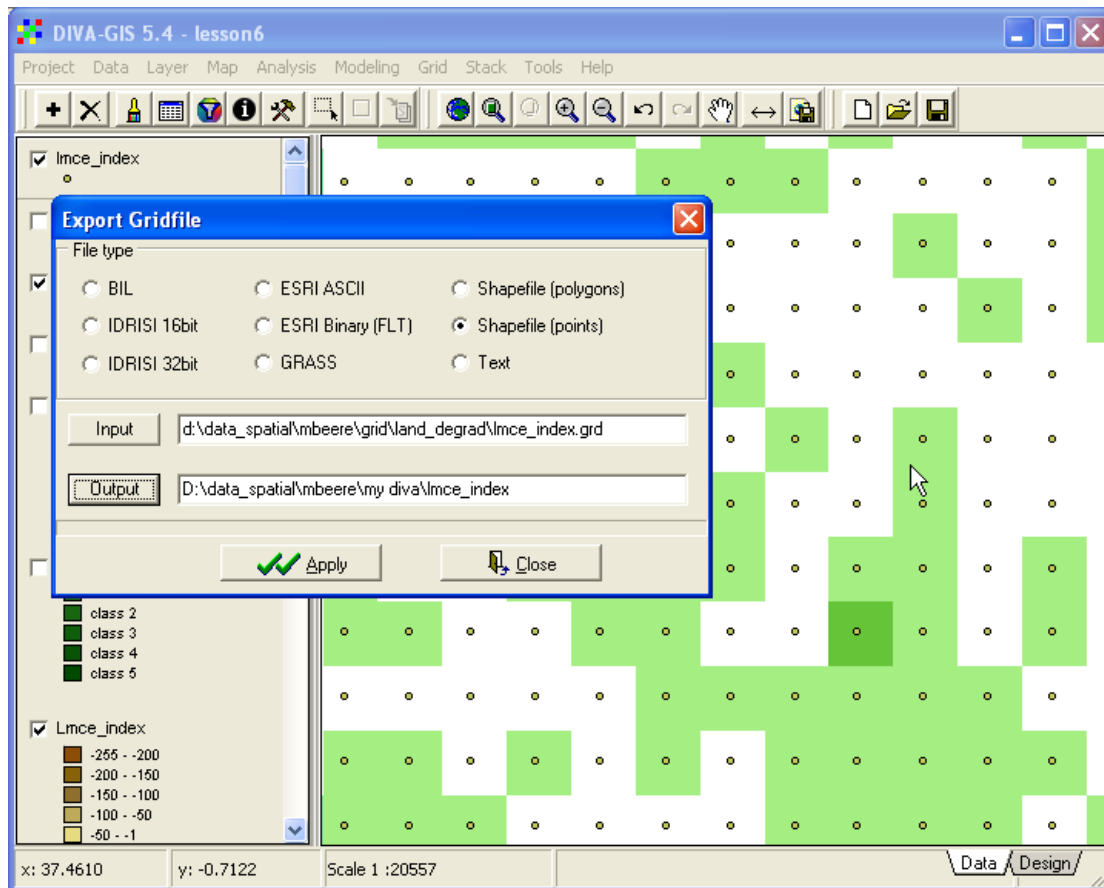 DIVA-GIS 5.4 - lesson6
Project Data Layer Map Analysis Modeling Grid Stack Tools Help
lmce_index
Export Gridfile
File type
BIL ESRI ASCII Shapefile (polygons)
IDRISI 16bit ESRI Binary (FLT) Shapefile (points)
IDRISI 32bit GRASS Text
Input d:\data_spatial\mbeere\grid\land_degrad\lmce_index.grd
Output D:\data_spatial\mbeere\my diva\lmce_index
Apply Close
class 2
class 3
class 4
class 5
Lmce_index
-255 - -200
-200 - -150
-150 - -100
-100 - -50
-50 - -1
x: 37.4610 y: -0.7122 Scale 1 :20557 Data Design